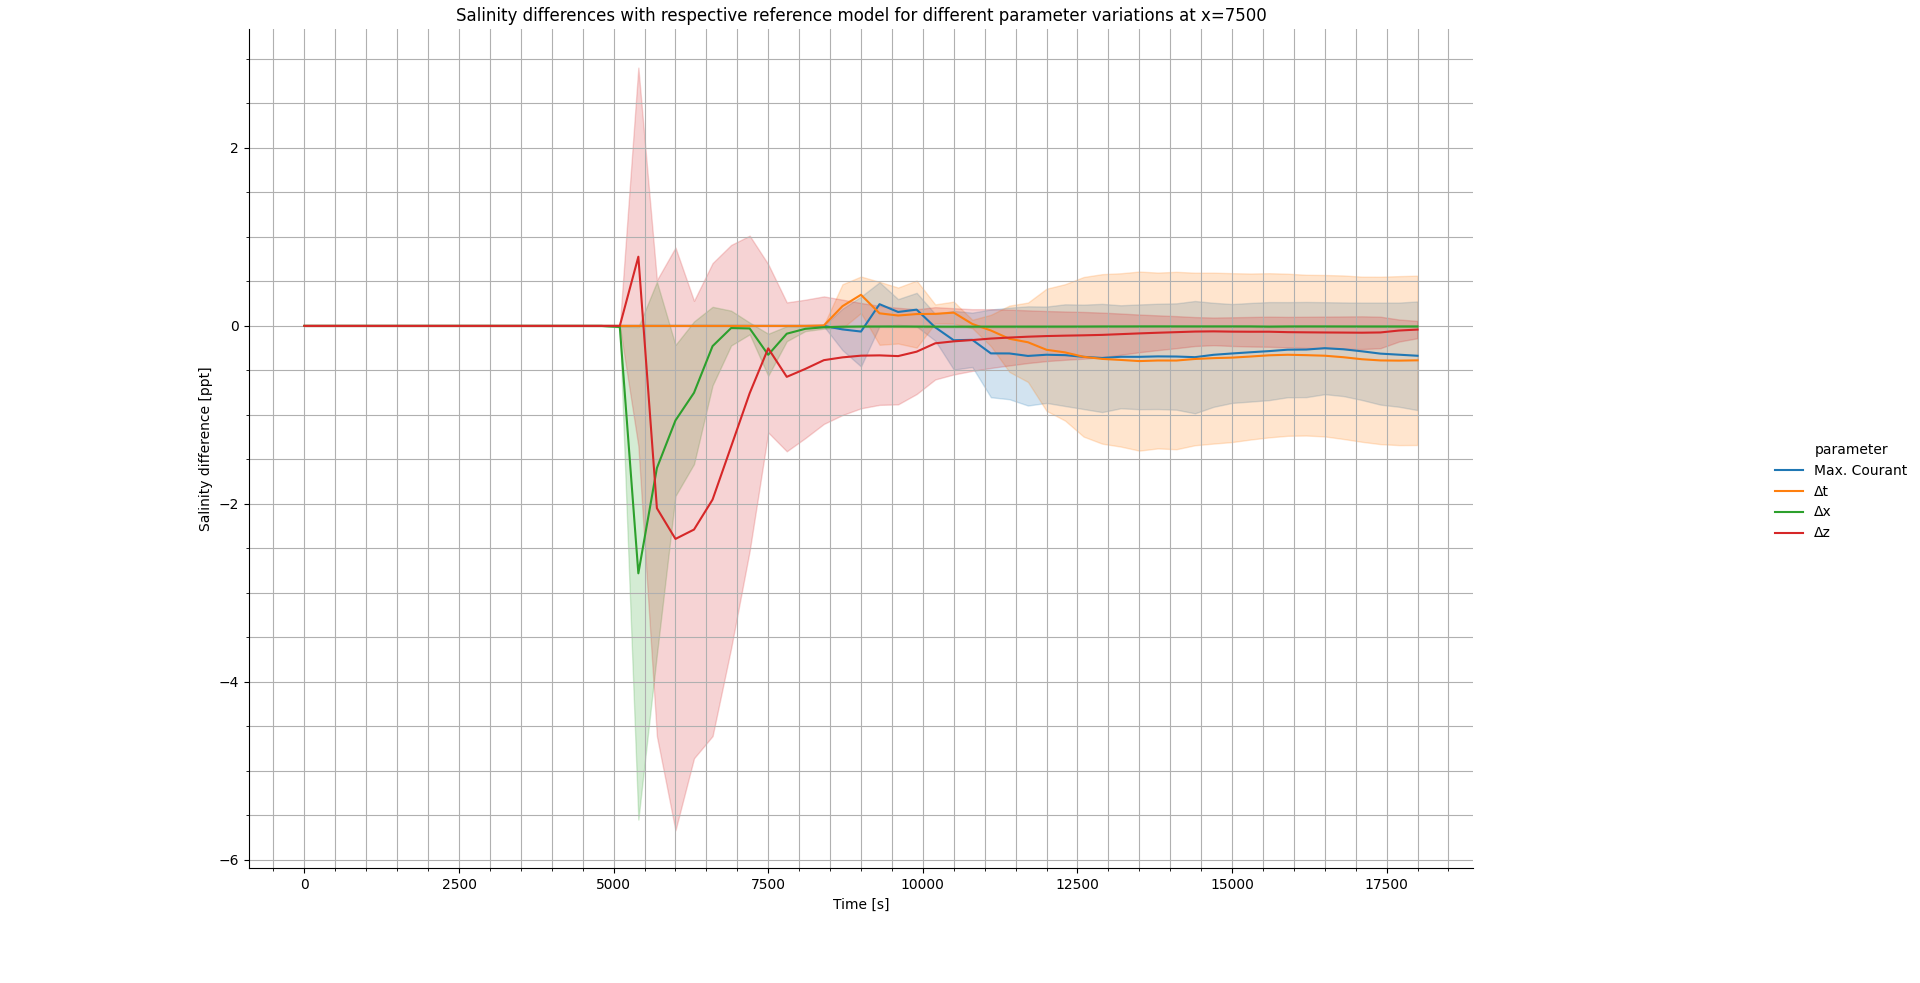 Salinity differences with respective reference model for different parameter variations at x=7500
2
0
−2
−4
−6
Salinity difference [ppt]
0 2500 5000 7500 10000 12500 15000 17500
Time [s]
parameter
Max. Courant
Δt
Δx
Δz